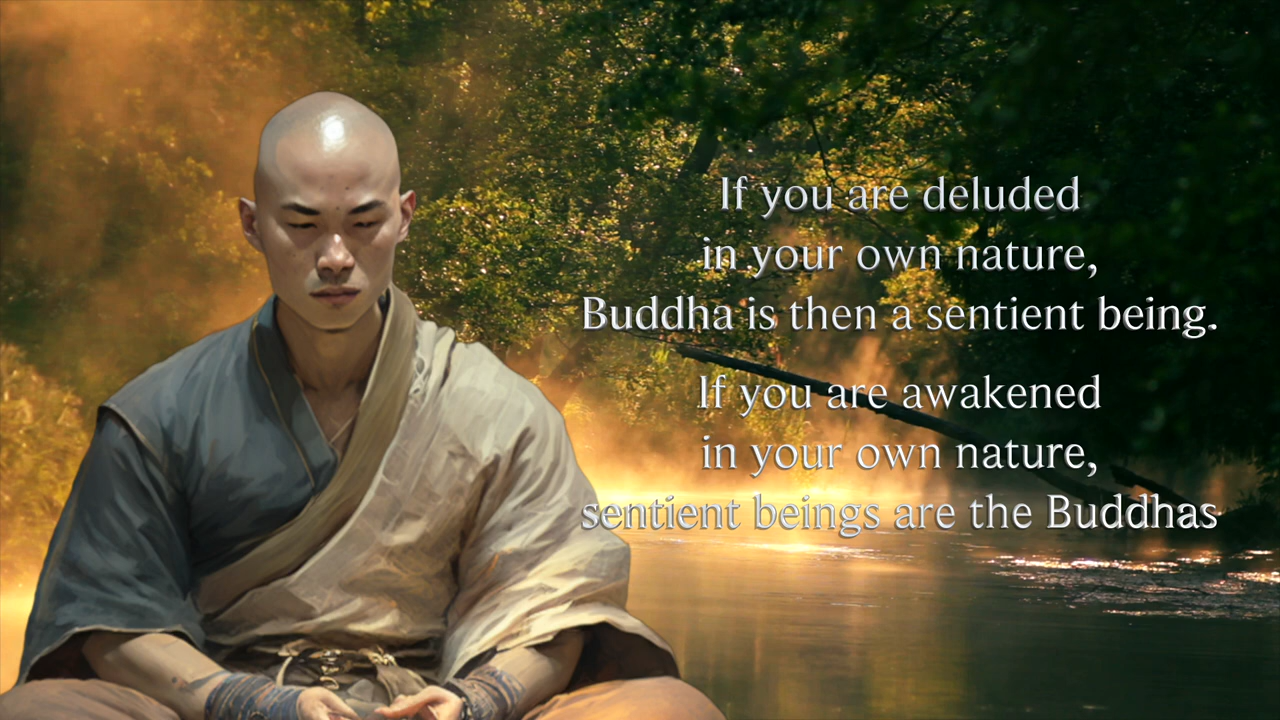 If you are deluded
in your own nature,
Buddha is then a sentient being.
If you are awakened
in your own nature,
sentient beings are the Buddhas